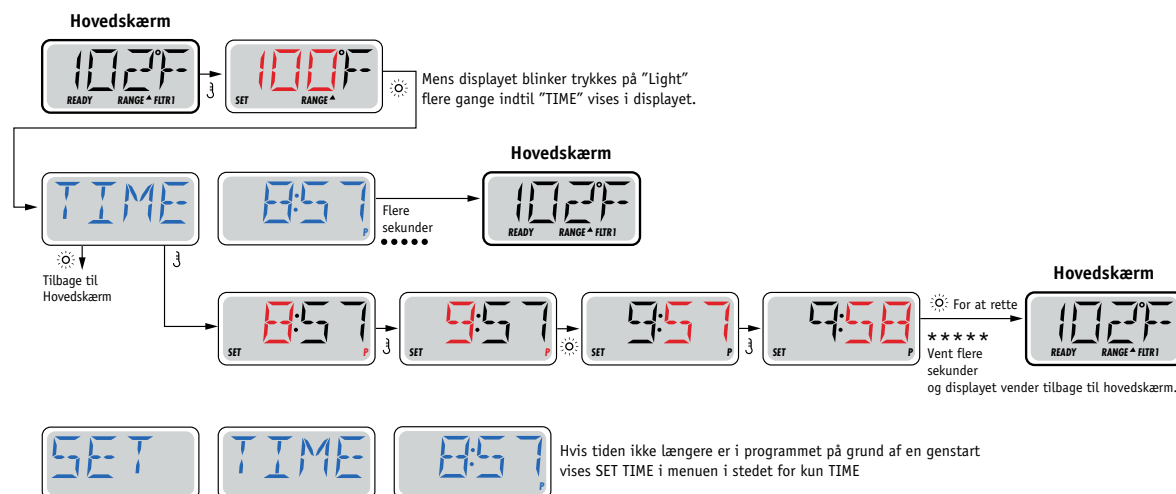 Hovedskærm
102°F
READY RANGE FLTR1
100°F
SET RANGE
Mens displayet blinker trykkes på "Light"
flere gange indtil "TIME" vises i displayet.
Hovedskærm
TIME
8:57
P
Flere
sekunder
102°F
READY RANGE FLTR1
Tilbage til
Hovedskærm
Hovedskærm
8:57
SET P
9:57
SET P
9:57
SET P
9:58
SET P
For at rette
*****
Vent flere
sekunder
og displayet vender tilbage til hovedskærm.
102°F
READY RANGE FLTR1
SET
TIME
8:57
P
Hvis tiden ikke længere er i programmet på grund af en genstart
vises SET TIME i menuen i stedet for kun TIME